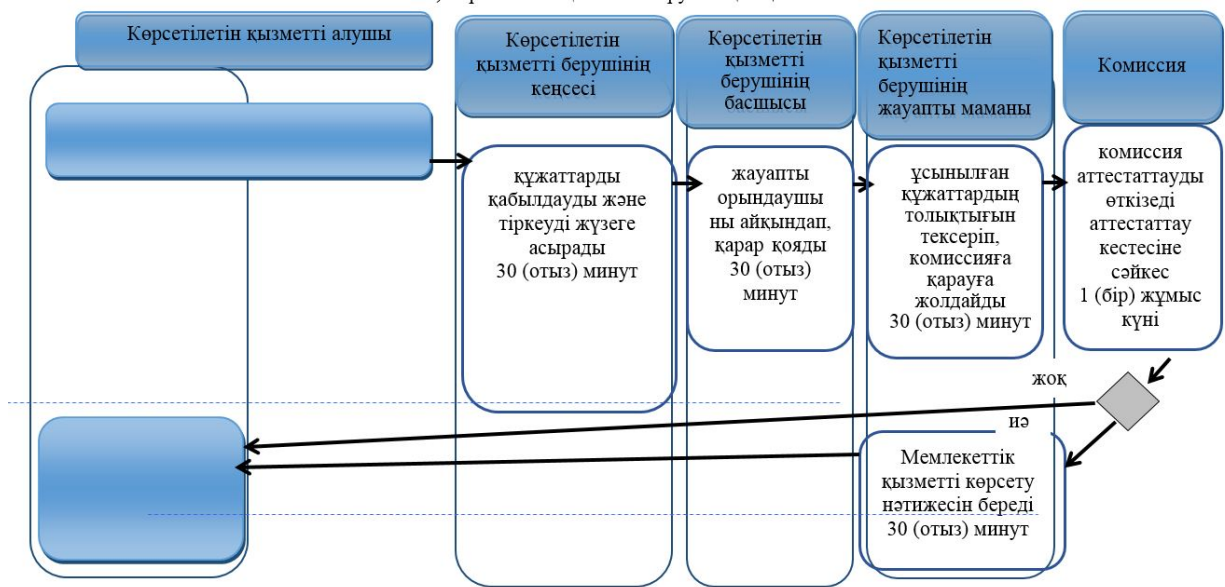 Көрсетілетін қызметті алушы
Көрсетілетін
қызметті берушінің
кеңсесі
Көрсетілетін
қызметті
берушінің
басшысы
Көрсетілетін
қызметті
берушінің
жауапты маманы
Комиссия
құжаттарды
қабылдауды және
тіркеуді жүзеге
асырады
30 (отыз) минут
жауапты
орындаушы
ны айқындап,
қарар қояды
30 (отыз)
минут
ұсынылған
құжаттардың
толықтығын
тексеріп,
комиссияға
қарауға
жолдайды
30 (отыз) минут
комиссия
аттестаттауды
өткізеді
аттестаттау
кестесіне
сәйкес
1 (бір) жұмыс
күні
жоқ
иә
Мемлекеттік
қызметті көрсету
нәтижесін береді
30 (отыз) минут